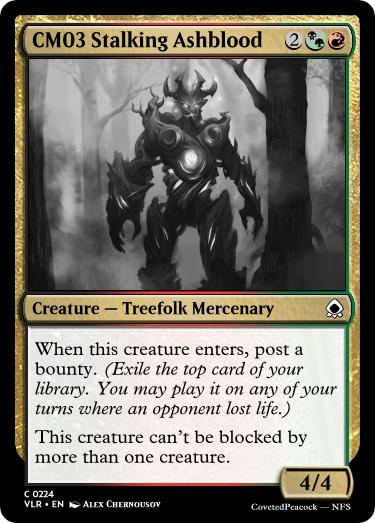 CM03 Stalking Ashblood 2
Creature — Treefolk Mercenary
When this creature enters, post a
bounty. (Exile the top card of your
library. You may play it on any of your
turns where an opponent lost life.)
This creature can't be blocked by
more than one creature.
4/4
C 0224
VLR • EN Alex Chernousov
CovetedPeacock — NFS